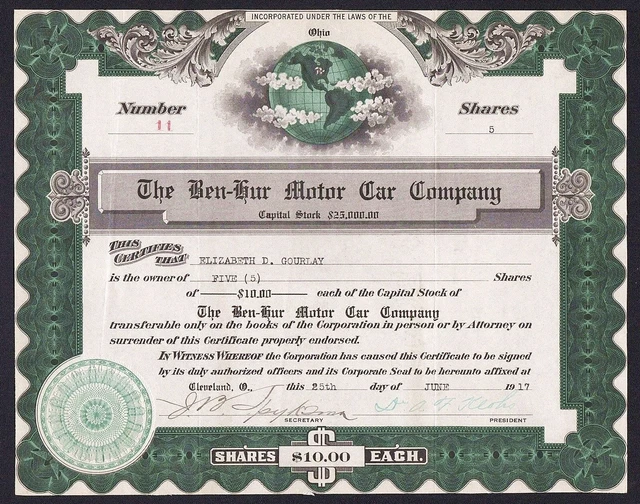 INCORPORATED UNDER THE LAWS OF THE
Ohio
Number
11
Shares
5
The Ben-Hur Motor Car Company
Capital Stock $25,000.00
THIS CERTIFIES THAT ELIZABETH D. GOURLAY
is the owner of FIVE (5) Shares
of $10.00 each of the Capital Stock of
The Ben-Hur Motor Car Company
transferable only on the books of the Corporation in person or by Attorney on
surrender of this Certificate properly endorsed.
IN WITNESS WHEREOF the Corporation has caused this Certificate to be signed
by its duly authorized officers and its Corporate Seal to be hereunto affixed at
Cleveland, O., this 25th day of JUNE 1917
SECRETARY
PRESIDENT
SHARES $10.00 EACH.